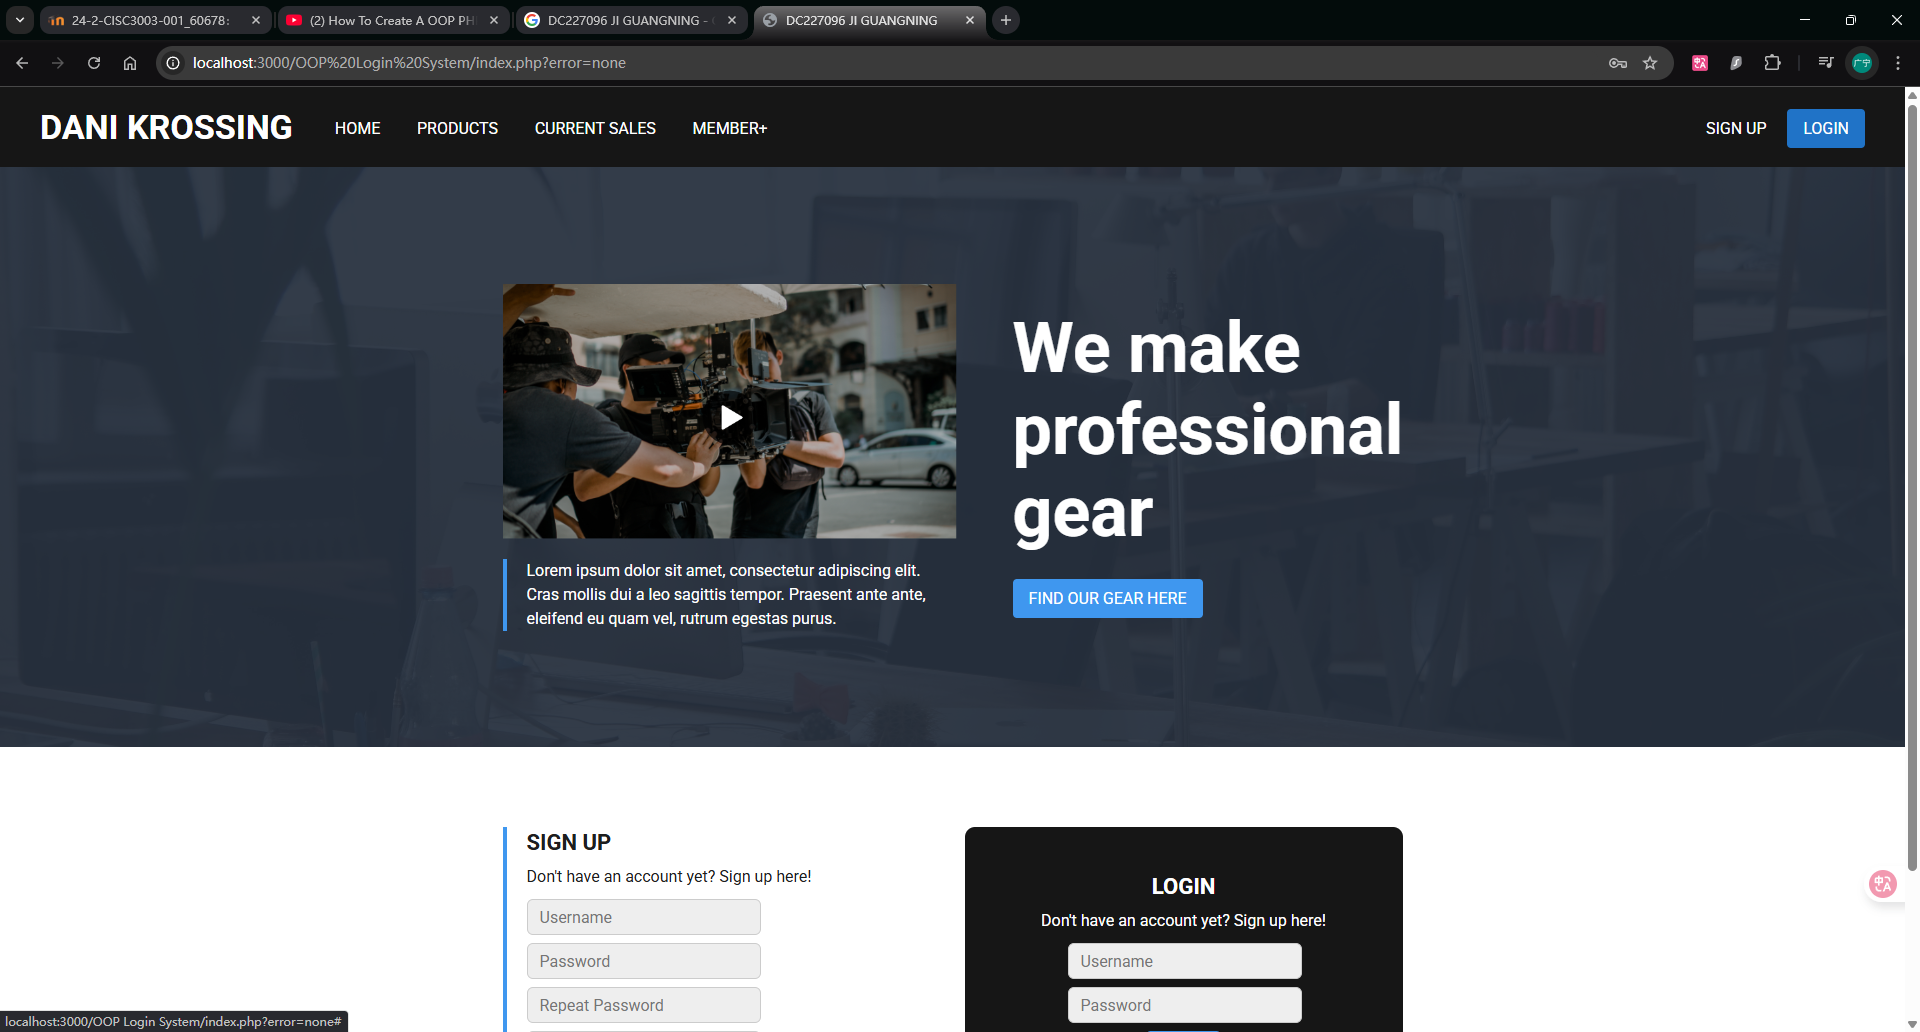 24-2-CISC3003-001_60678:
(2) How To Create A OOP PH
DC227096 JI GUANGNING -
DC227096 JI GUANGNING
localhost:3000/OOP%20Login%20System/index.php?error=none
广宁
DANI KROSSING
HOME
PRODUCTS
CURRENT SALES
MEMBER+
SIGN UP
LOGIN
We make
professional
gear
Lorem ipsum dolor sit amet, consectetur adipiscing elit.
Cras mollis dui a leo sagittis tempor. Praesent ante ante,
eleifend eu quam vel, rutrum egestas purus.
FIND OUR GEAR HERE
SIGN UP
Don't have an account yet? Sign up here!
Username
Password
Repeat Password
LOGIN
Don't have an account yet? Sign up here!
Username
Password
localhost:3000/OOP Login System/index.php?error=none#